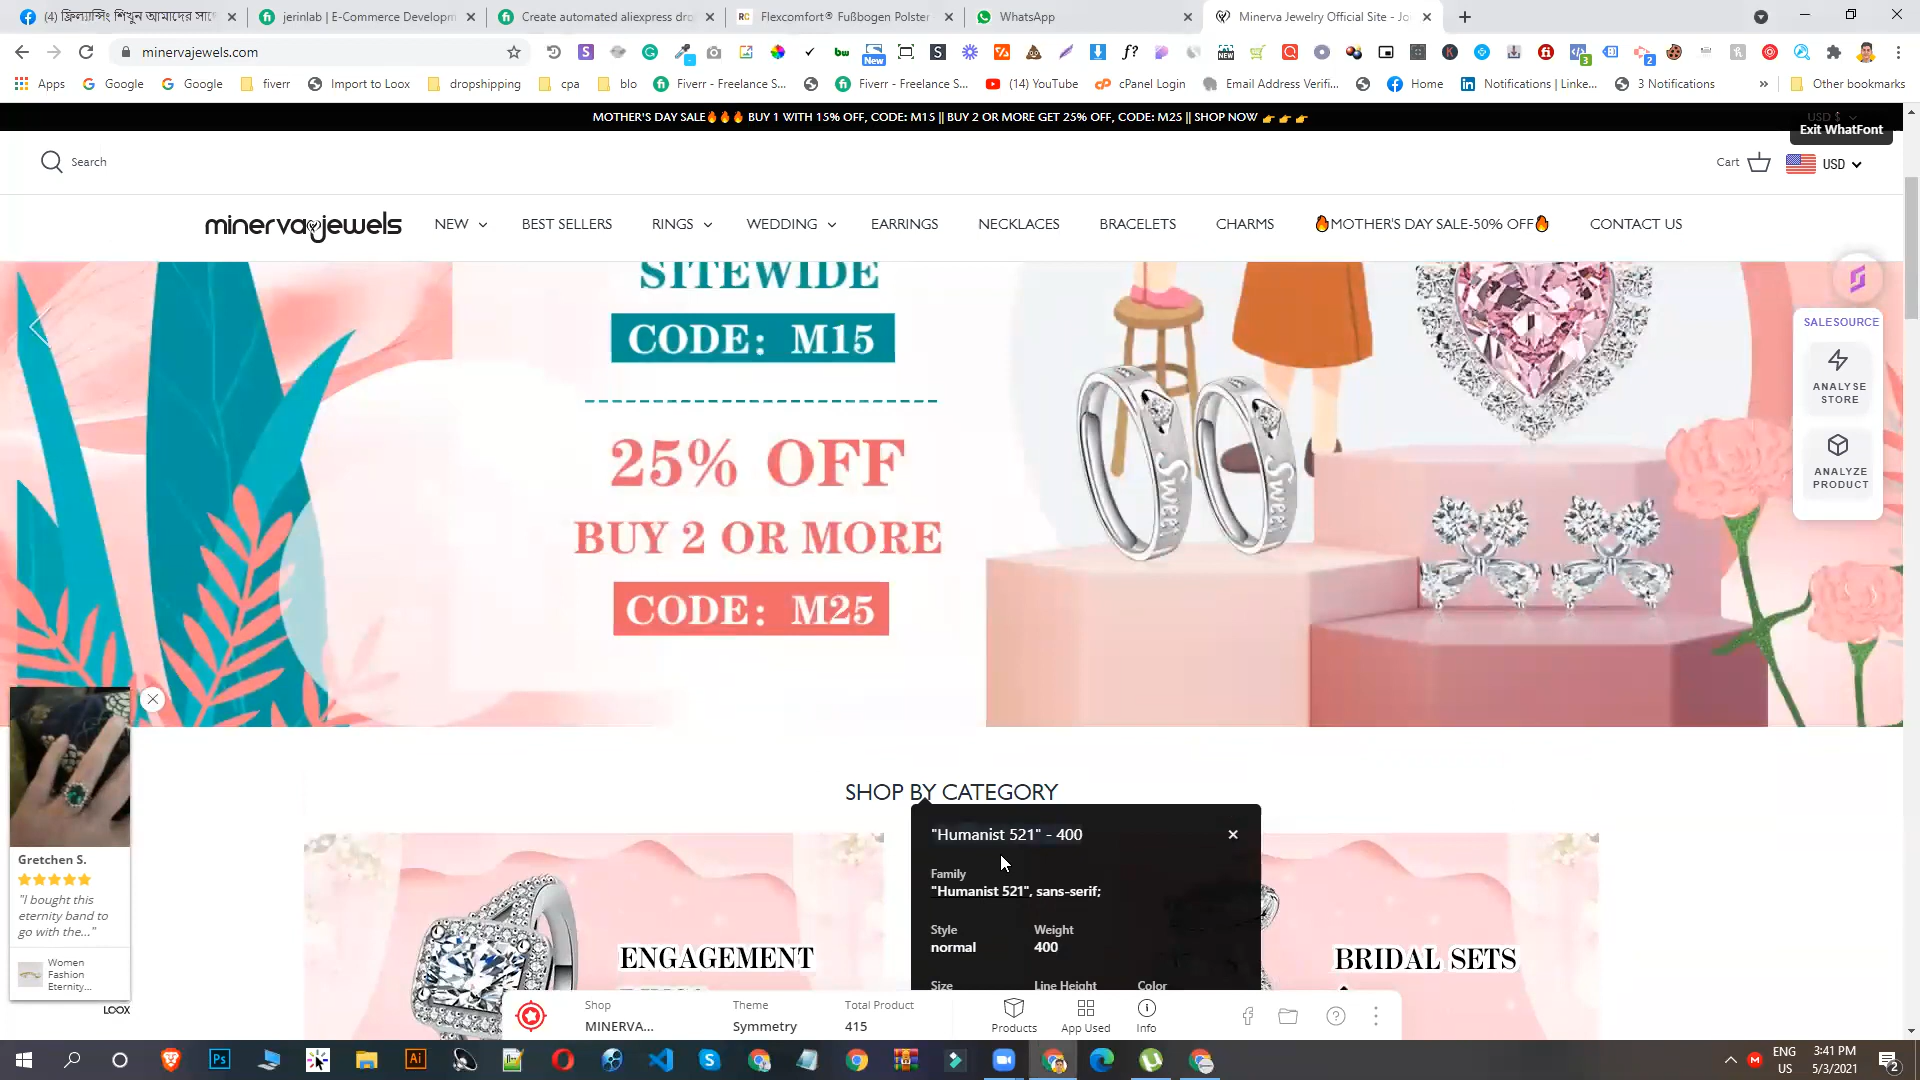 (4) ফ্রিল্যান্সিং শিখুন আমাদের সাথে
jerinlab | E-Commerce Developm
Create automated aliexpress dro
Flexcomfort® Fußbogen Polster
WhatsApp
Minerva Jewelry Official Site - Jo
minervajewels.com
Apps
Google
Google
fiverr
Import to Loox
dropshipping
cpa
blo
Fiverr - Freelance S...
Fiverr - Freelance S...
(14) YouTube
cPanel Login
Email Address Verifi...
Home
Notifications | Linke...
3 Notifications
»
Other bookmarks
MOTHER'S DAY SALE🔥🔥🔥 BUY 1 WITH 15% OFF, CODE: M15 || BUY 2 OR MORE GET 25% OFF, CODE: M25 || SHOP NOW 👉 👉 👉
USD $
Exit WhatFont
Search
Cart
USD
minervajewels
NEW
BEST SELLERS
RINGS
WEDDING
EARRINGS
NECKLACES
BRACELETS
CHARMS
🔥MOTHER'S DAY SALE-50% OFF🔥
CONTACT US
SITEWIDE
CODE: M15
25% OFF
BUY 2 OR MORE
CODE: M25
Sweet
Sweet
SALESOURCE
ANALYSE
STORE
ANALYZE
PRODUCT
SHOP BY CATEGORY
"Humanist 521" - 400
Family
"Humanist 521", sans-serif;
Style
Weight
normal
400
Size
Line Height
Color
ENGAGEMENT
BRIDAL SETS
Gretchen S.
"I bought this
eternity band to
go with the..."
Women
Fashion
Eternity...
LOOX
Shop
MINERVA...
Theme
Symmetry
Total Product
415
Products
App Used
Info
ENG
US
3:41 PM
5/3/2021
2